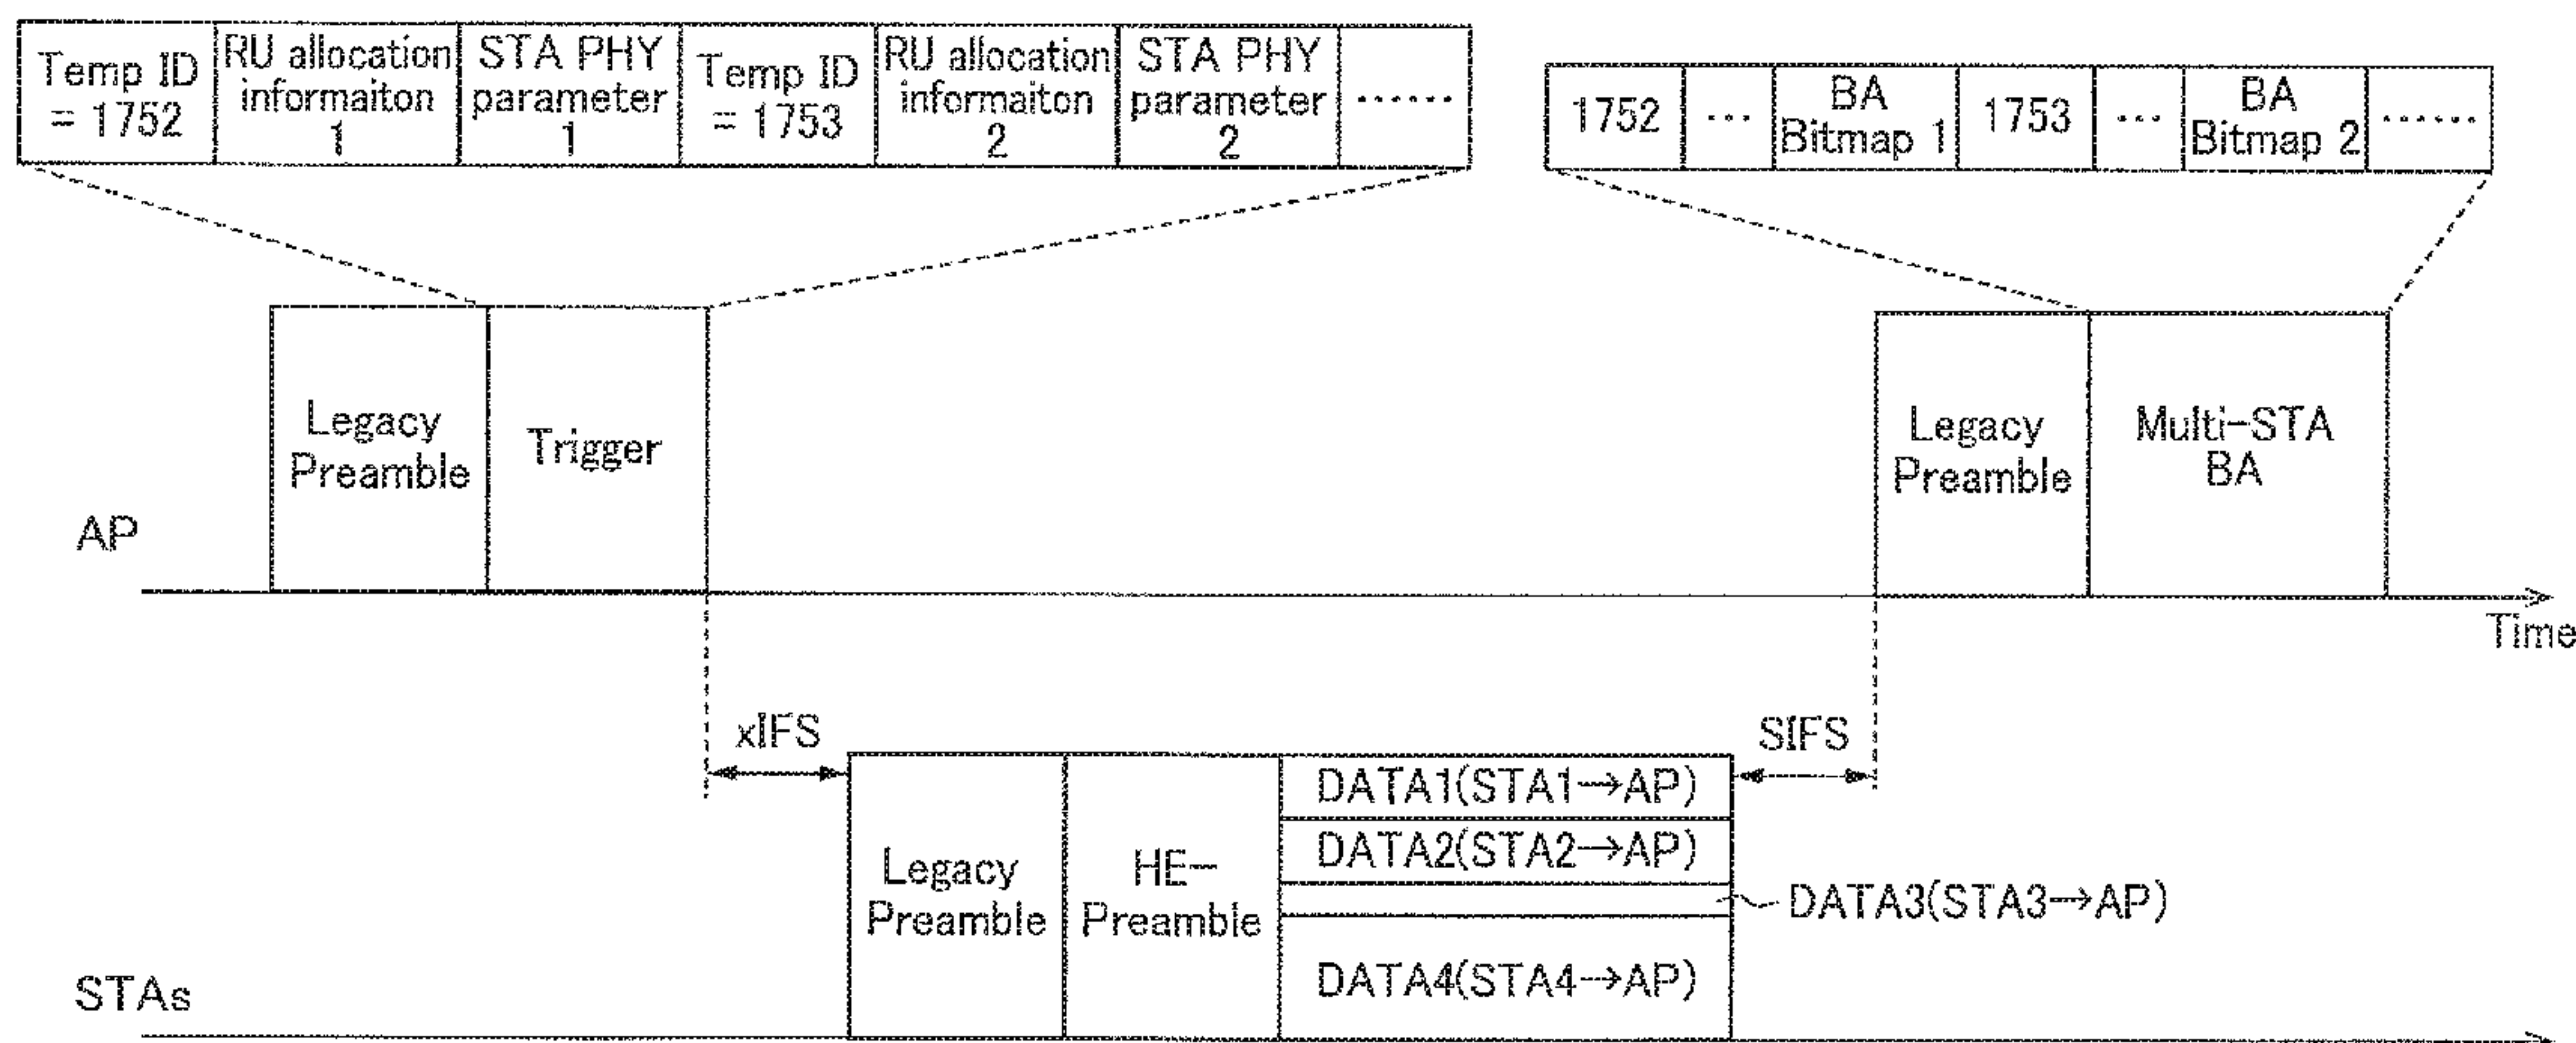 Temp ID
= 1752
RU allocation
informaiton
1
STA PHY
parameter
1
Temp ID
= 1753
RU allocation
informaiton
2
STA PHY
parameter
2
.......
1752
...
BA
Bitmap 1
1753
...
BA
Bitmap 2
.......
Legacy
Preamble
Trigger
Legacy
Preamble
Multi-STA
BA
AP
Time
xIFS
SIFS
Legacy
Preamble
HE-
Preamble
DATA1(STA1→AP)
DATA2(STA2→AP)
DATA3(STA3→AP)
DATA4(STA4→AP)
STAs